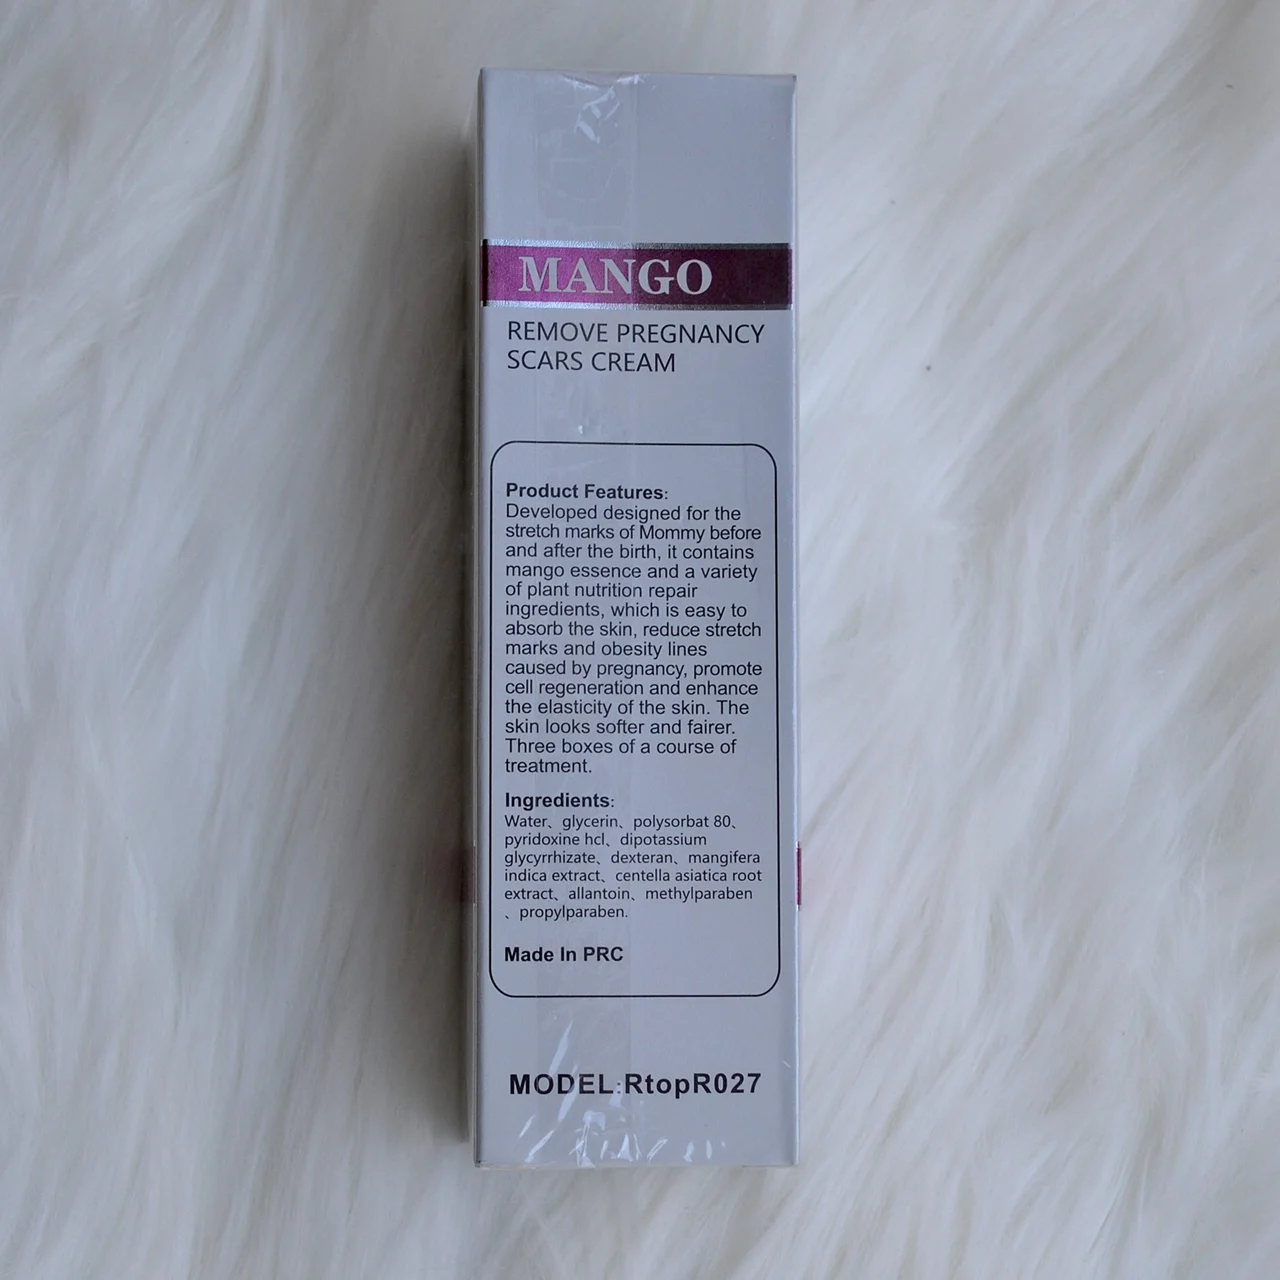 MANGO
REMOVE PREGNANCY
SCARS CREAM
Product Features:
Developed designed for the
stretch marks of Mommy before
and after the birth, it contains
mango essence and a variety
of plant nutrition repair
ingredients, which is easy to
absorb the skin, reduce stretch
marks and obesity lines
caused by pregnancy, promote
cell regeneration and enhance
the elasticity of the skin. The
skin looks softer and fairer.
Three boxes of a course of
treatment.
Ingredients:
Water、glycerin、polysorbat 80、
pyridoxine hcl、dipotassium
glycyrrhizate、dexteran、mangifera
indica extract、centella asiatica root
extract、allantoin、methylparaben
、propylparaben.
Made In PRC
MODEL:RtopR027